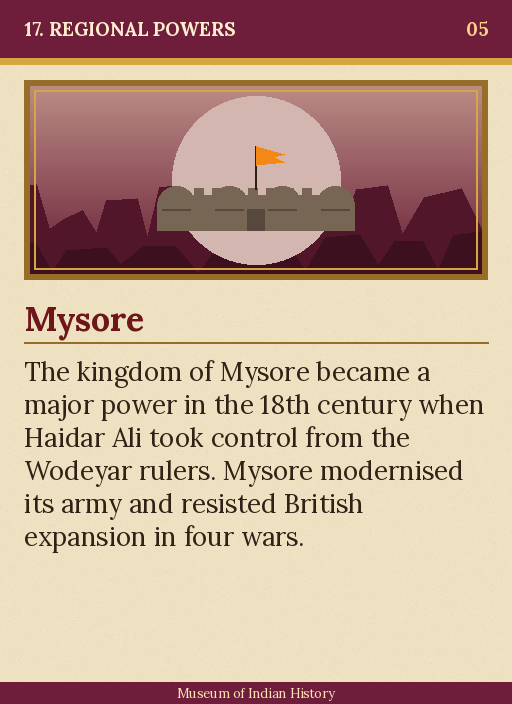 17. REGIONAL POWERS
05
Mysore
The kingdom of Mysore became a
major power in the 18th century when
Haidar Ali took control from the
Wodeyar rulers. Mysore modernised
its army and resisted British
expansion in four wars.
Museum of Indian History